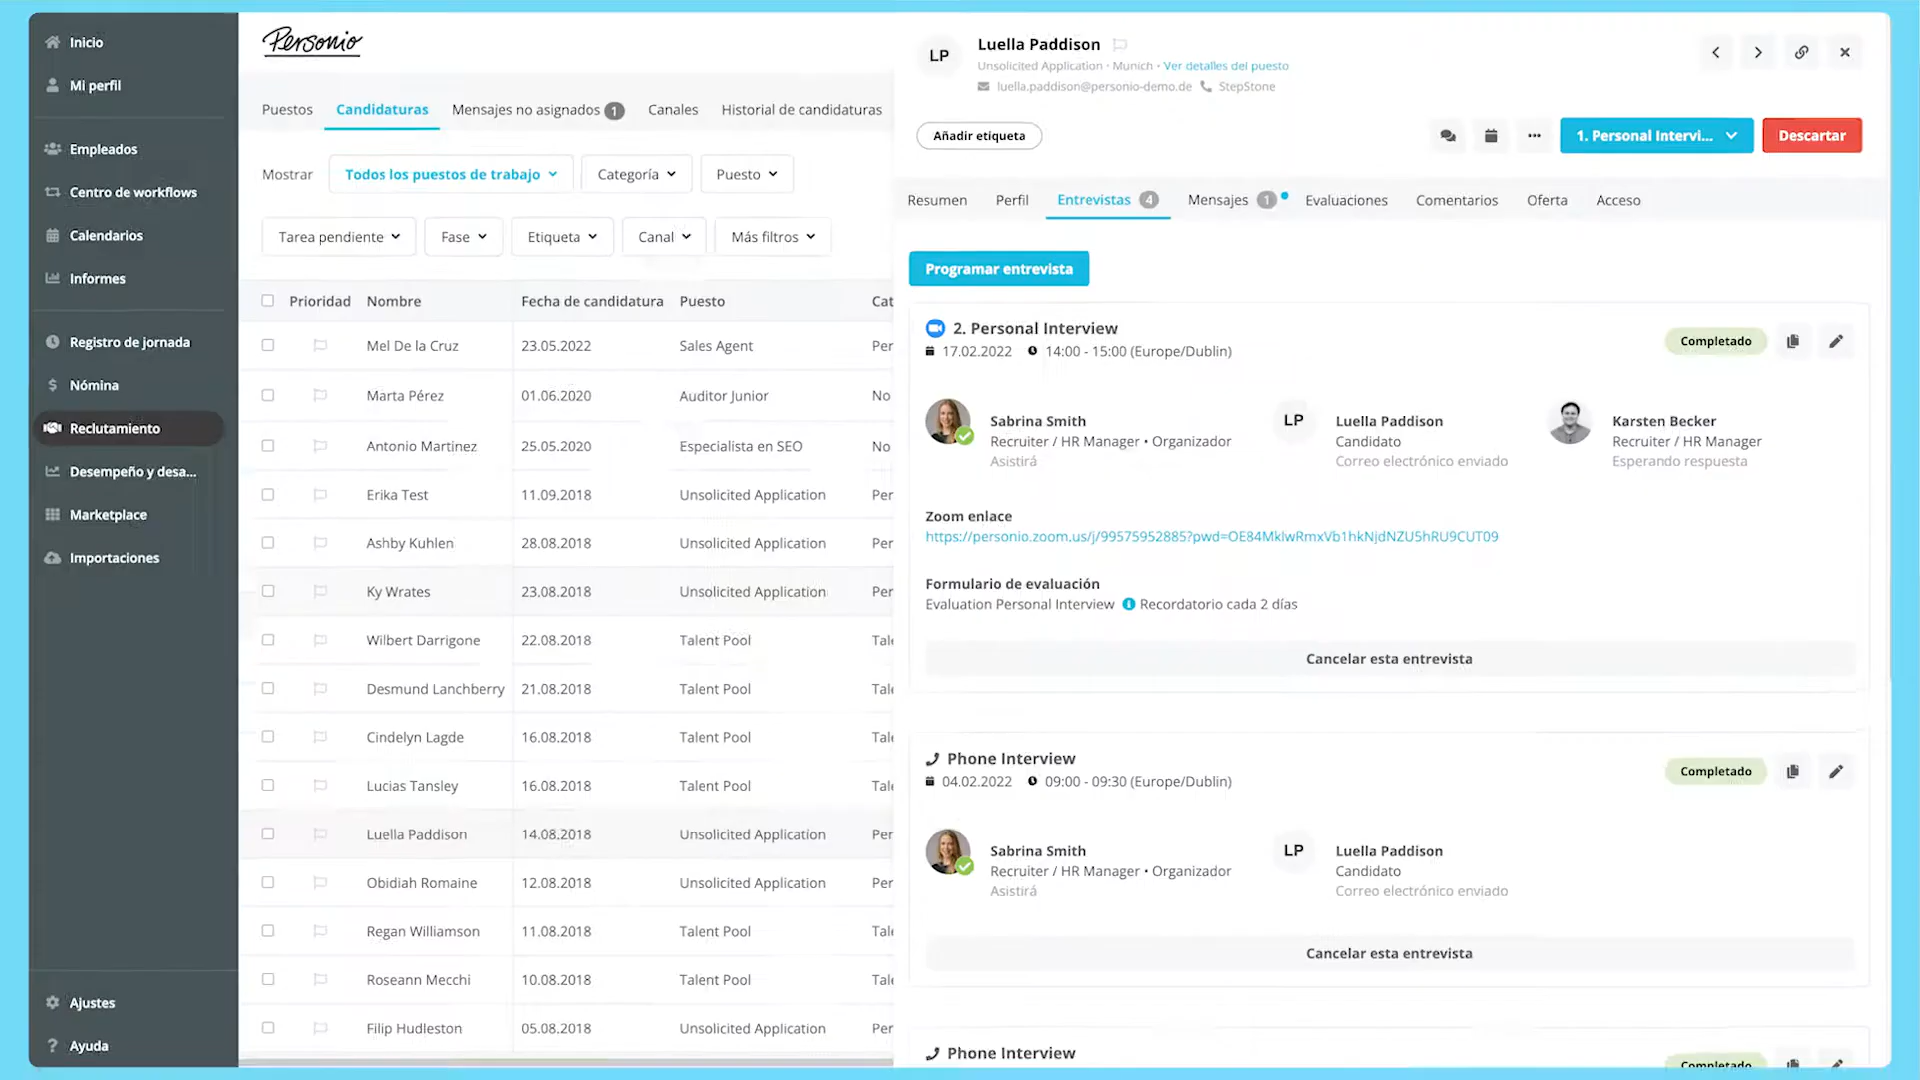 Inicio
Mi perfil
Empleados
Centro de workflows
Calendarios
Informes
Registro de jornada
Nómina
Reclutamiento
Desempeño y desa...
Marketplace
Importaciones
Ajustes
Ayuda
Personio
Puestos Candidaturas Mensajes no asignados 1 Canales Historial de candidaturas
Mostrar Todos los puestos de trabajo Categoría Puesto
Tarea pendiente Fase Etiqueta Canal Más filtros
Prioridad Nombre Fecha de candidatura Puesto Cat
Mel De la Cruz 23.05.2022 Sales Agent Per
Marta Pérez 01.06.2020 Auditor Junior No
Antonio Martinez 25.05.2020 Especialista en SEO No
Erika Test 11.09.2018 Unsolicited Application Per
Ashby Kuhlen 28.08.2018 Unsolicited Application Per
Ky Wrates 23.08.2018 Unsolicited Application Per
Wilbert Darrigone 22.08.2018 Talent Pool Tale
Desmund Lanchberry 21.08.2018 Talent Pool Tale
Cindelyn Lagde 16.08.2018 Talent Pool Tale
Lucias Tansley 16.08.2018 Talent Pool Tale
Luella Paddison 14.08.2018 Unsolicited Application Per
Obidiah Romaine 12.08.2018 Unsolicited Application Per
Regan Williamson 11.08.2018 Talent Pool Tale
Roseann Mecchi 10.08.2018 Talent Pool Tale
Filip Hudleston 05.08.2018 Unsolicited Application Per
LP
Luella Paddison
Unsolicited Application • Munich • Ver detalles del puesto
luella.paddison@personio-demo.de StepStone
Añadir etiqueta
1. Personal Intervi... Descartar
Resumen Perfil Entrevistas 4 Mensajes 1 Evaluaciones Comentarios Oferta Acceso
Programar entrevista
2. Personal Interview
17.02.2022 14:00 - 15:00 (Europe/Dublin)
Completado
Sabrina Smith
Recruiter / HR Manager • Organizador
Asistirá
LP
Luella Paddison
Candidato
Correo electrónico enviado
Karsten Becker
Recruiter / HR Manager
Esperando respuesta
Zoom enlace
https://personio.zoom.us/j/99575952885?pwd=OE84MklwRmxVb1hkNjdNZU5hRU9CUT09
Formulario de evaluación
Evaluation Personal Interview Recordatorio cada 2 días
Cancelar esta entrevista
Phone Interview
04.02.2022 09:00 - 09:30 (Europe/Dublin)
Completado
Sabrina Smith
Recruiter / HR Manager • Organizador
Asistirá
LP
Luella Paddison
Candidato
Correo electrónico enviado
Cancelar esta entrevista
Phone Interview
Completado